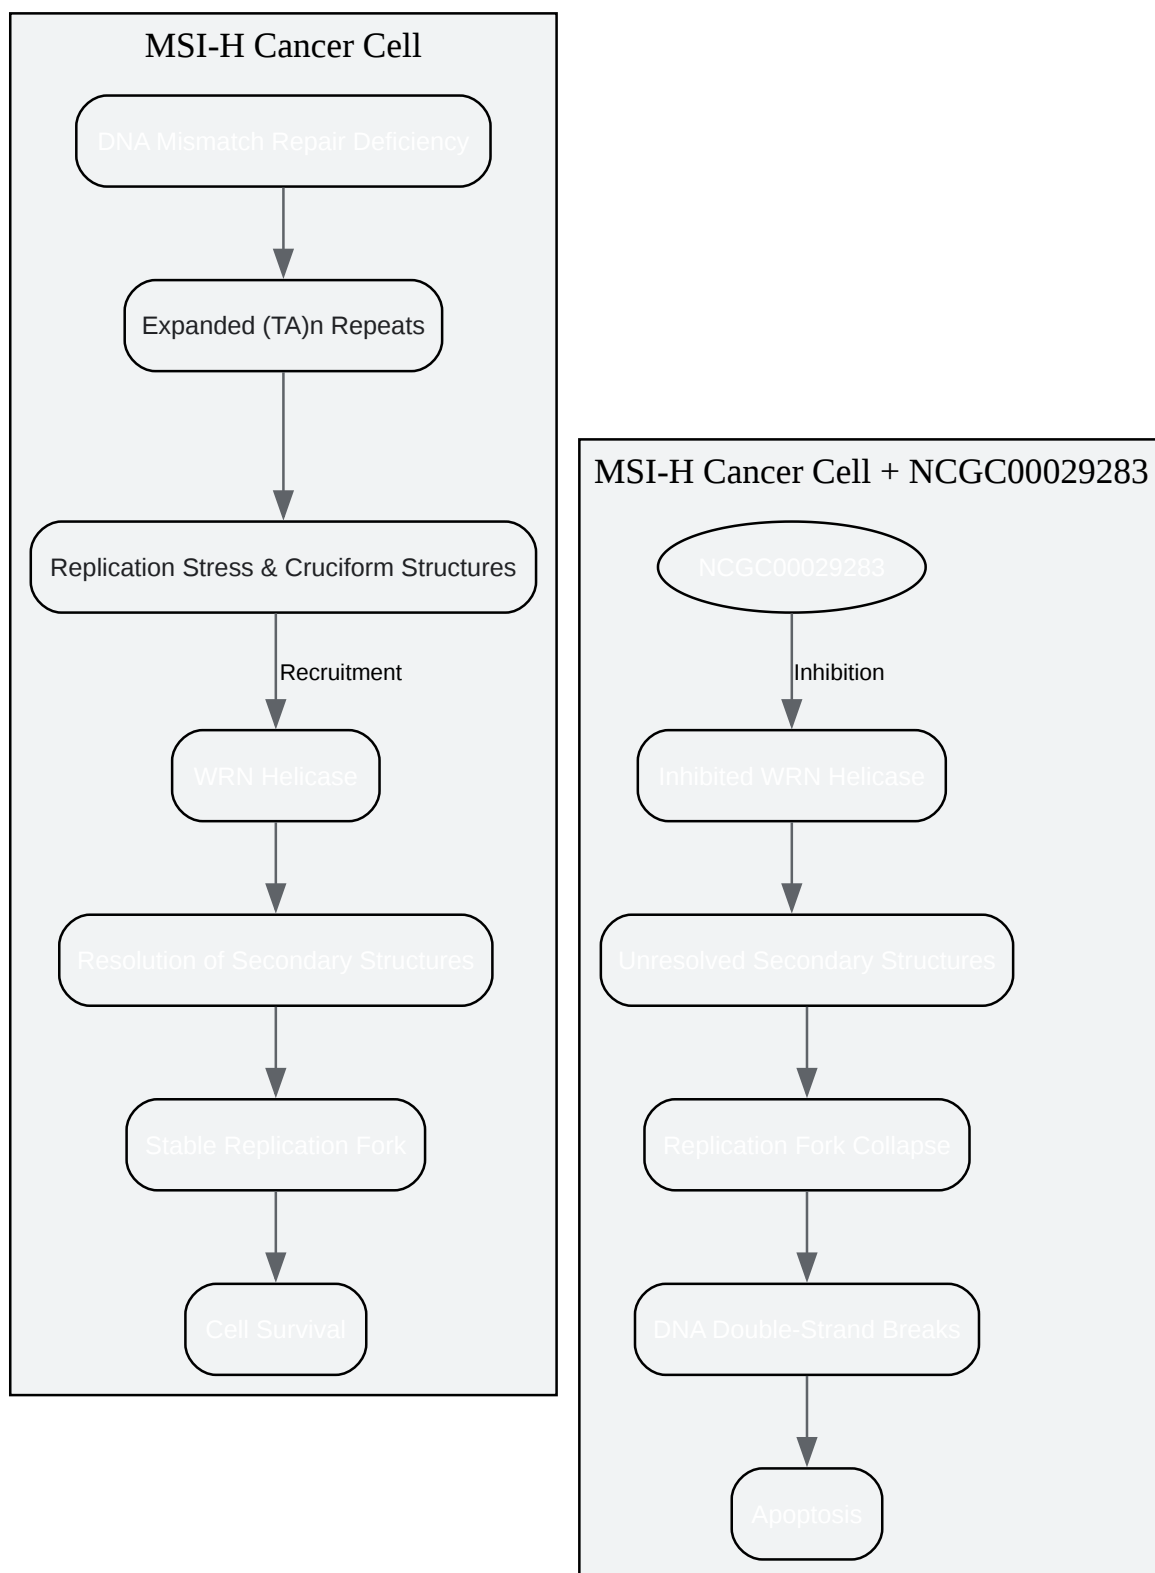 MSI-H Cancer Cell
DNA Mismatch Repair Deficiency
Expanded (TA)n Repeats
Replication Stress & Cruciform Structures
Recruitment
WRN Helicase
Resolution of Secondary Structures
Stable Replication Fork
Cell Survival
MSI-H Cancer Cell + NCGC00029283
NCGC00029283
Inhibition
Inhibited WRN Helicase
Unresolved Secondary Structures
Replication Fork Collapse
DNA Double-Strand Breaks
Apoptosis